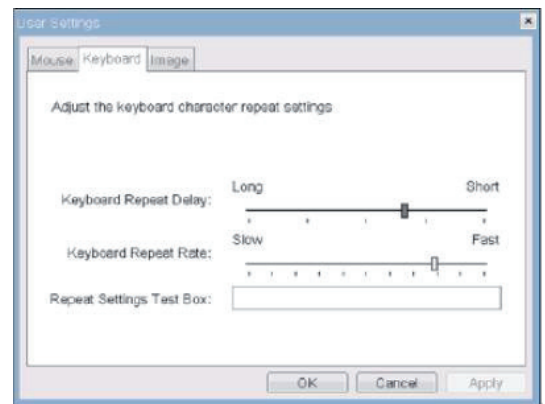 User Settings
Mouse Keyboard Image
Adjust the keyboard character repeat settings
Long Short
Keyboard Repeat Delay:
Slow Fast
Keyboard Repeat Rate:
Repeat Settings Test Box:
OK Cancel Apply